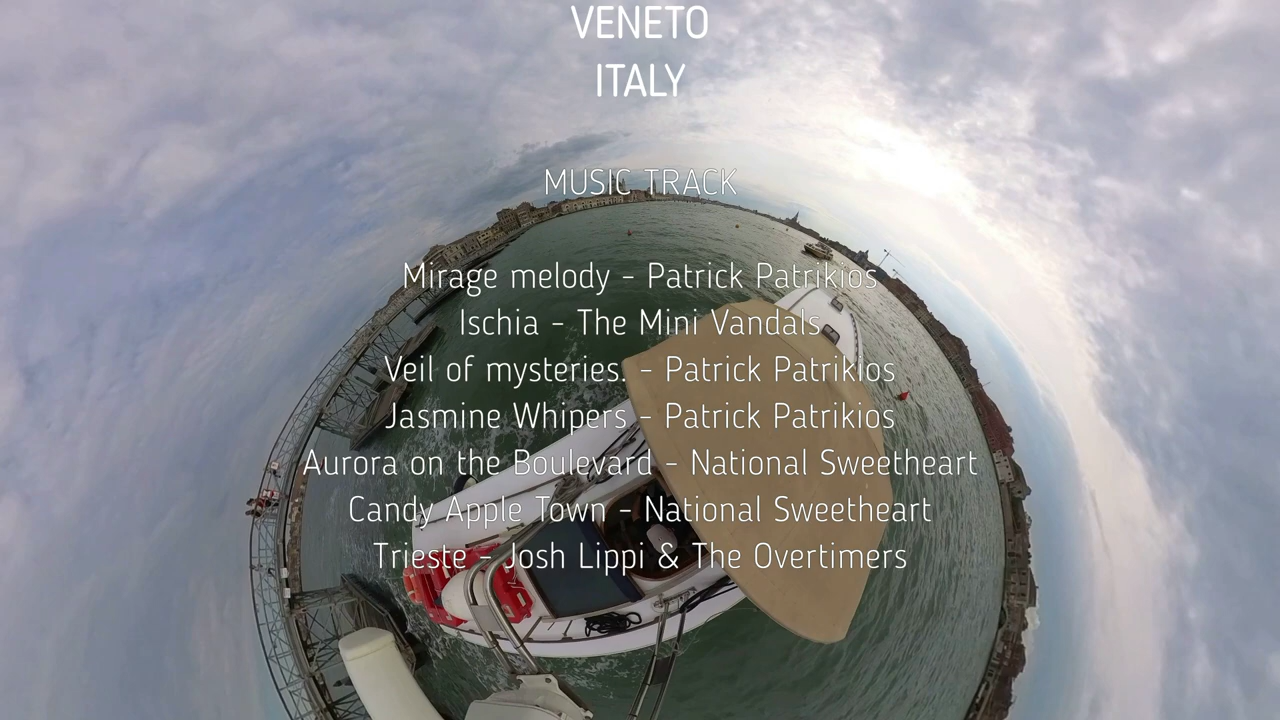 VENETO
ITALY
MUSIC TRACK
Mirage melody - Patrick Patrikios
Ischia - The Mini Vandals
Veil of mysteries. - Patrick Patrikios
Jasmine Whipers - Patrick Patrikios
Aurora on the Boulevard - National Sweetheart
Candy Apple Town - National Sweetheart
Trieste - Josh Lippi & The Overtimers